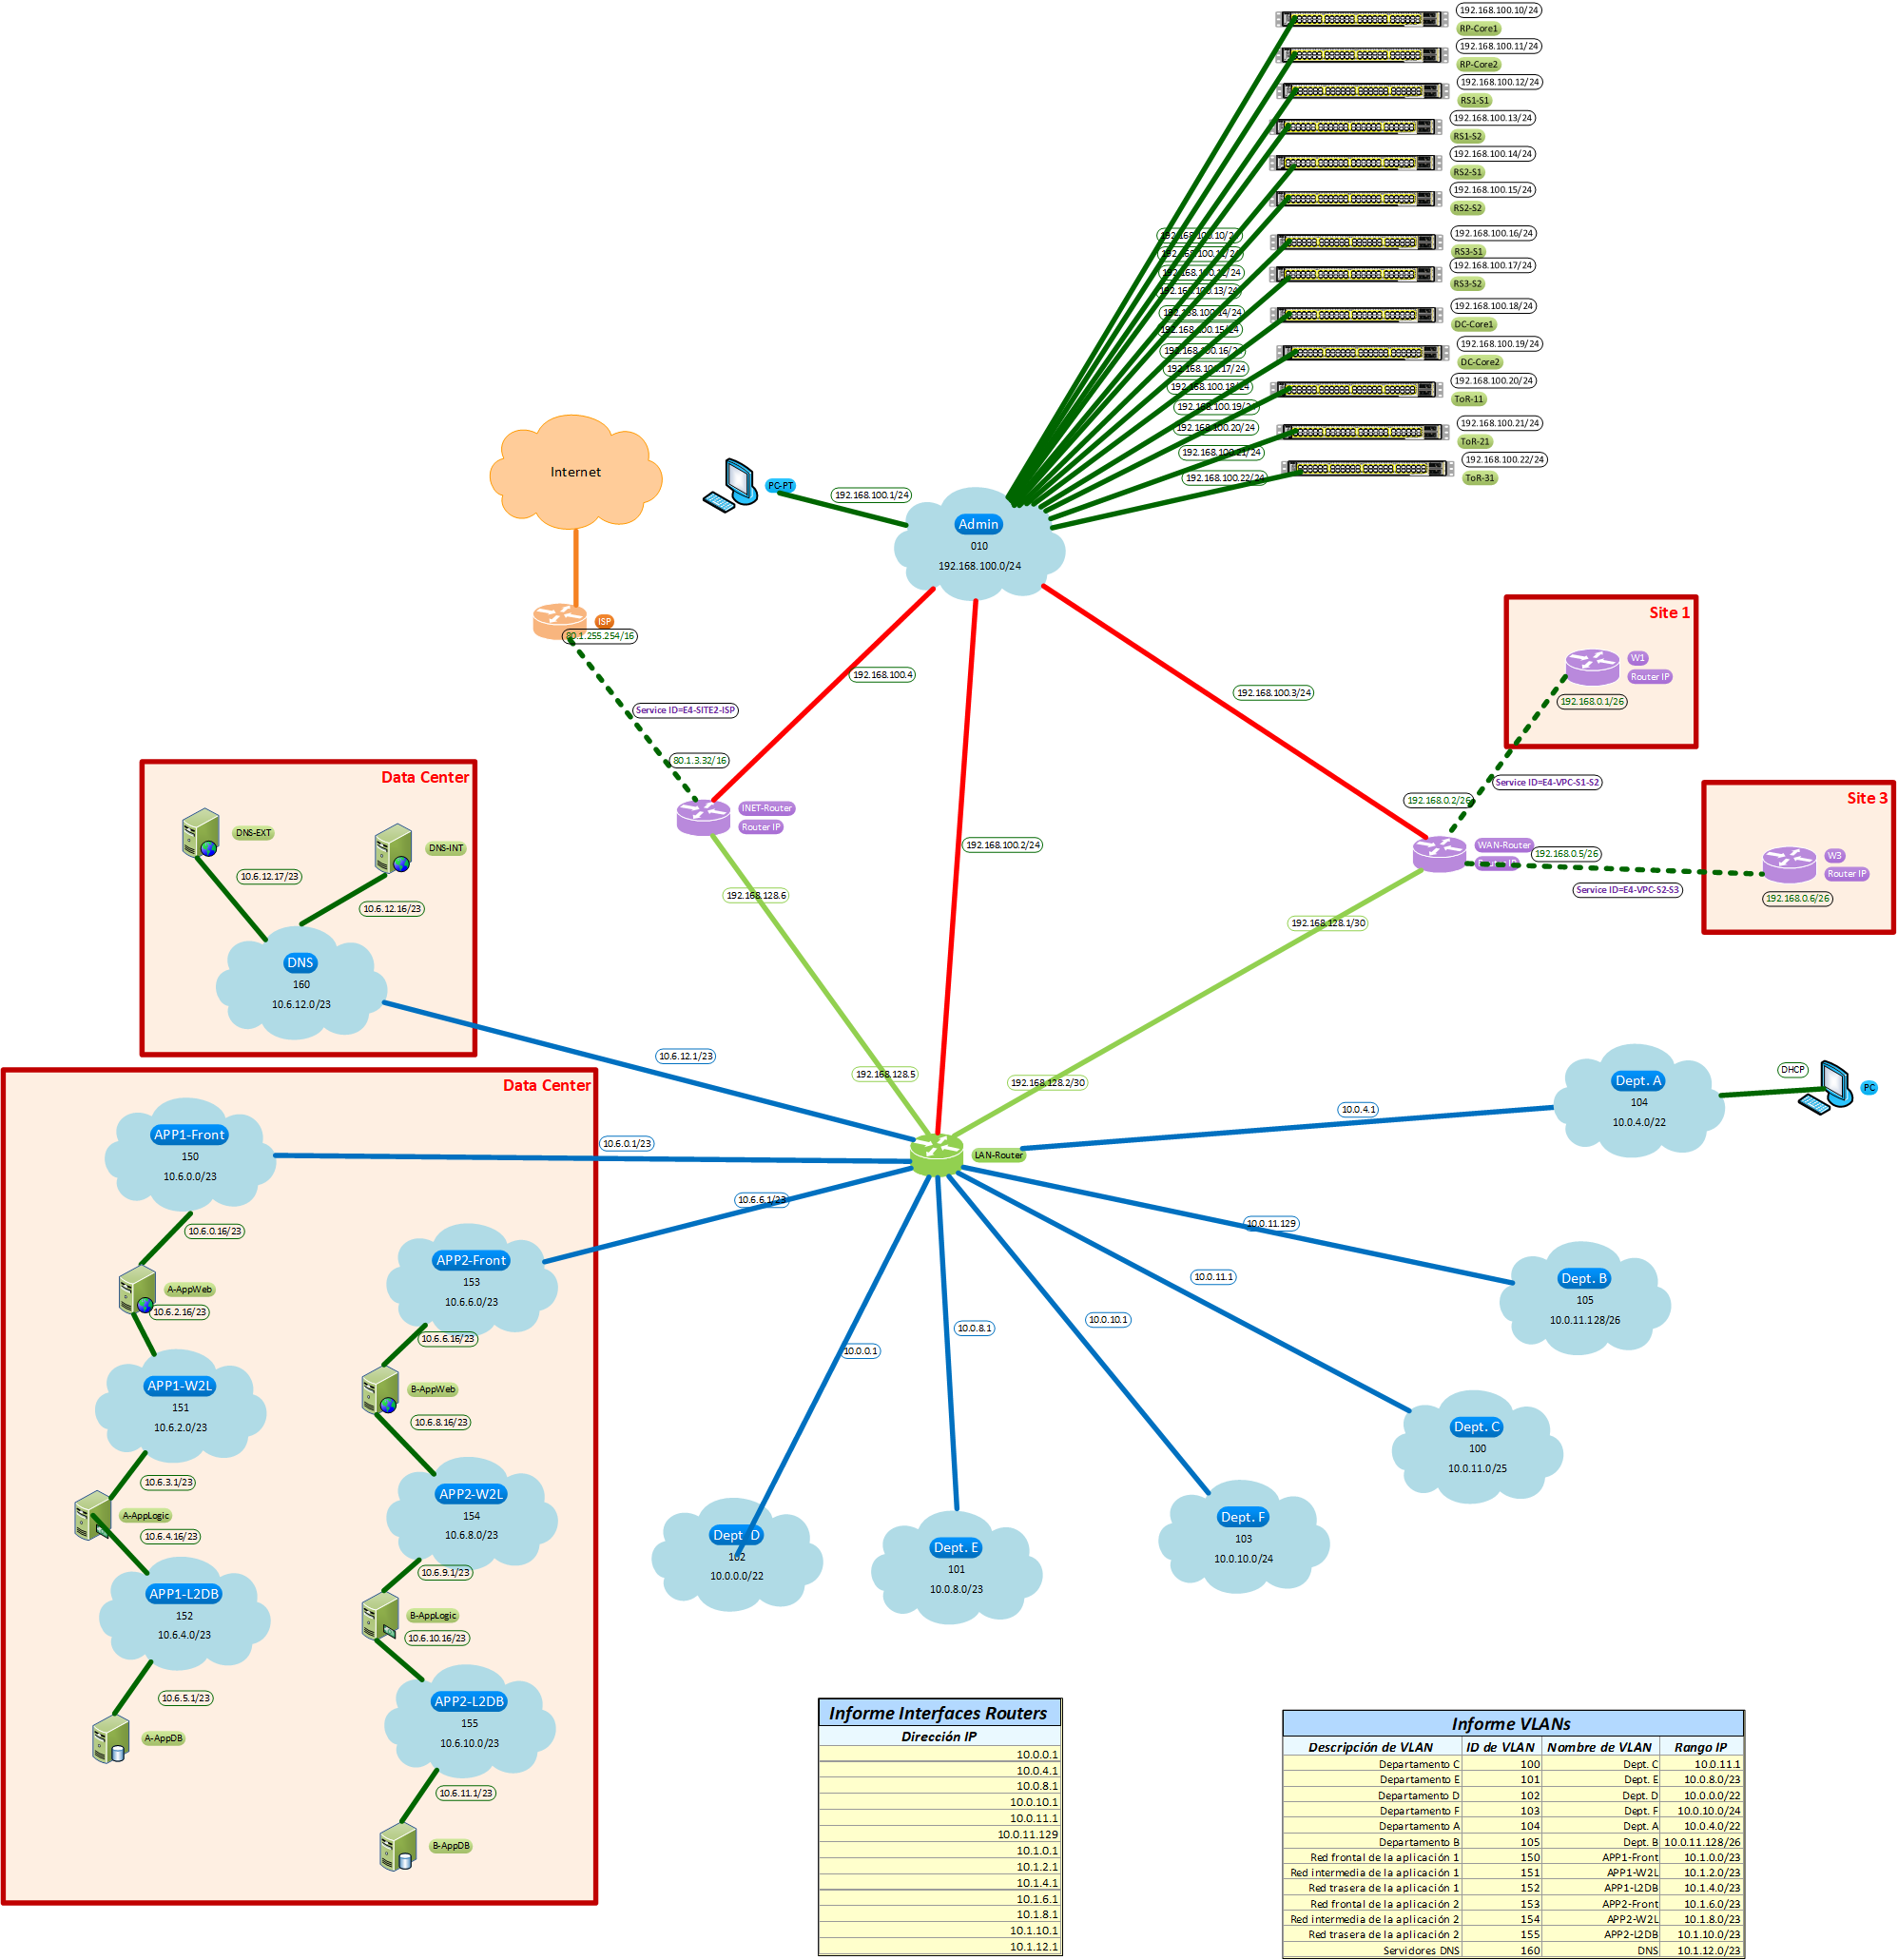 192.168.100.10/24
RP-Core1
192.168.100.11/24
RP-Core2
192.168.100.12/24
RS1-S1
192.168.100.13/24
RS1-S2
192.168.100.14/24
RS2-S1
192.168.100.15/24
RS2-S2
192.168.100.16/24
RS3-S1
192.168.100.17/24
RS3-S2
192.168.100.18/24
DC-Core1
192.168.100.19/24
DC-Core2
192.168.100.20/24
ToR-11
192.168.100.21/24
ToR-21
192.168.100.22/24
ToR-31
192.168.100.10/24
192.168.100.11/24
192.168.100.12/24
192.168.100.13/24
192.168.100.14/24
192.168.100.15/24
192.168.100.16/24
192.168.100.17/24
192.168.100.18/24
192.168.100.19/24
192.168.100.20/24
192.168.100.21/24
192.168.100.22/24
Internet
PC-PT
192.168.100.1/24
Admin
010
192.168.100.0/24
ISP
80.1.255.254/16
Service ID=E4-SITE2-ISP
80.1.3.32/16
INET-Router
Router IP
192.168.100.4
192.168.100.2/24
192.168.100.3/24
Site 1
W1
Router IP
192.168.0.1/26
Service ID=E4-VPC-S1-S2
192.168.0.2/26
WAN-Router
192.168.0.5/26
Service ID=E4-VPC-S2-S3
Site 3
W3
Router IP
192.168.0.6/26
192.168.128.6
192.168.128.5
192.168.128.1/30
192.168.128.2/30
LAN-Router
Data Center
DNS-EXT
DNS-INT
10.6.12.17/23
10.6.12.16/23
DNS
160
10.6.12.0/23
10.6.12.1/23
Data Center
APP1-Front
150
10.6.0.0/23
10.6.0.1/23
10.6.0.16/23
A-AppWeb
10.6.2.16/23
APP1-W2L
151
10.6.2.0/23
10.6.3.1/23
A-AppLogic
10.6.4.16/23
APP1-L2DB
152
10.6.4.0/23
10.6.5.1/23
A-AppDB
10.6.6.1/23
APP2-Front
153
10.6.6.0/23
10.6.6.16/23
B-AppWeb
10.6.8.16/23
APP2-W2L
154
10.6.8.0/23
10.6.9.1/23
B-AppLogic
10.6.10.16/23
APP2-L2DB
155
10.6.10.0/23
10.6.11.1/23
B-AppDB
10.0.4.1
Dept. A
104
10.0.4.0/22
DHCP
PC
10.0.11.129
Dept. B
105
10.0.11.128/26
10.0.11.1
Dept. C
100
10.0.11.0/25
10.0.10.1
Dept. F
103
10.0.10.0/24
10.0.8.1
Dept. E
101
10.0.8.0/23
10.0.0.1
Dept. D
102
10.0.0.0/22
Informe Interfaces Routers
Dirección IP
10.0.0.1
10.0.4.1
10.0.8.1
10.0.10.1
10.0.11.1
10.0.11.129
10.1.0.1
10.1.2.1
10.1.4.1
10.1.6.1
10.1.8.1
10.1.10.1
10.1.12.1
Informe VLANs
Descripción de VLAN ID de VLAN Nombre de VLAN Rango IP
Departamento C 100 Dept. C 10.0.11.1
Departamento E 101 Dept. E 10.0.8.0/23
Departamento D 102 Dept. D 10.0.0.0/22
Departamento F 103 Dept. F 10.0.10.0/24
Departamento A 104 Dept. A 10.0.4.0/22
Departamento B 105 Dept. B 10.0.11.128/26
Red frontal de la aplicación 1 150 APP1-Front 10.1.0.0/23
Red intermedia de la aplicación 1 151 APP1-W2L 10.1.2.0/23
Red trasera de la aplicación 1 152 APP1-L2DB 10.1.4.0/23
Red frontal de la aplicación 2 153 APP2-Front 10.1.6.0/23
Red intermedia de la aplicación 2 154 APP2-W2L 10.1.8.0/23
Red trasera de la aplicación 2 155 APP2-L2DB 10.1.10.0/23
Servidores DNS 160 DNS 10.1.12.0/23